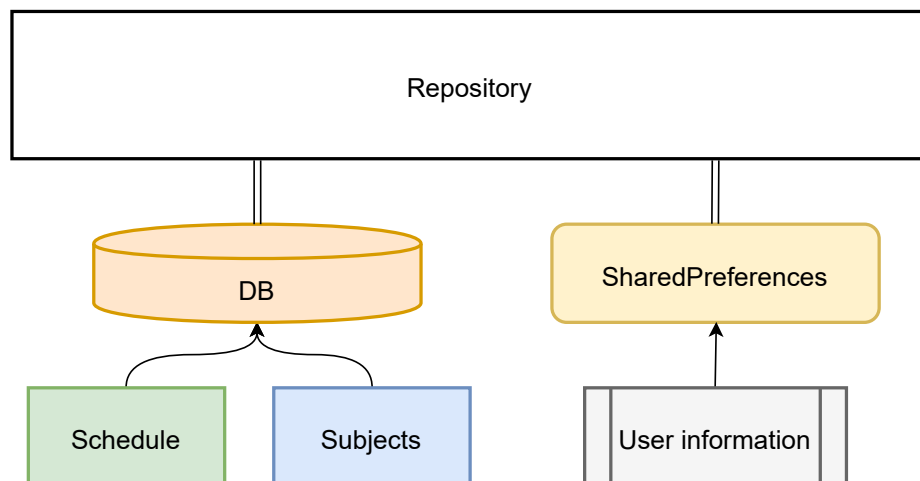 Repository
DB
SharedPreferences
Schedule
Subjects
User information